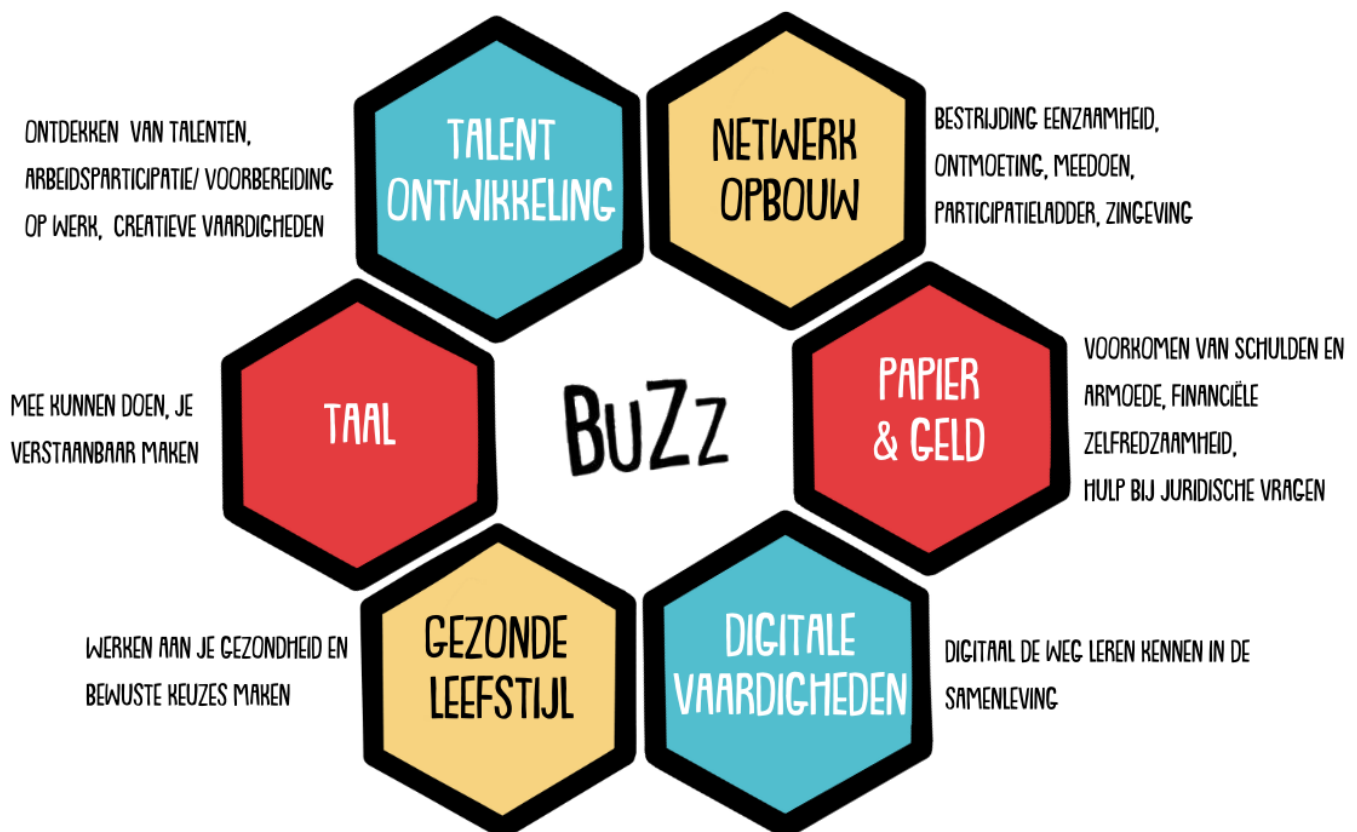 TALENT
ONTWIKKELING
ONTDEKKEN VAN TALENTEN,
ARBEIDSPARTICIPATIE/ VOORBEREIDING
OP WERK, CREATIEVE VAARDIGHEDEN
NETWERK
OPBOUW
BESTRIJDING EENZAAMHEID,
ONTMOETING, MEEDOEN,
PARTICIPATIELADDER, ZINGEVING
TAAL
MEE KUNNEN DOEN, JE
VERSTAANBAAR MAKEN
BUZZ
PAPIER
& GELD
VOORKOMEN VAN SCHULDEN EN
ARMOEDE, FINANCIËLE
ZELFREDZAAMHEID,
HULP BIJ JURIDISCHE VRAGEN
GEZONDE
LEEFSTIJL
WERKEN AAN JE GEZONDHEID EN
BEWUSTE KEUZES MAKEN
DIGITALE
VAARDIGHEDEN
DIGITAAL DE WEG LEREN KENNEN IN DE
SAMENLEVING